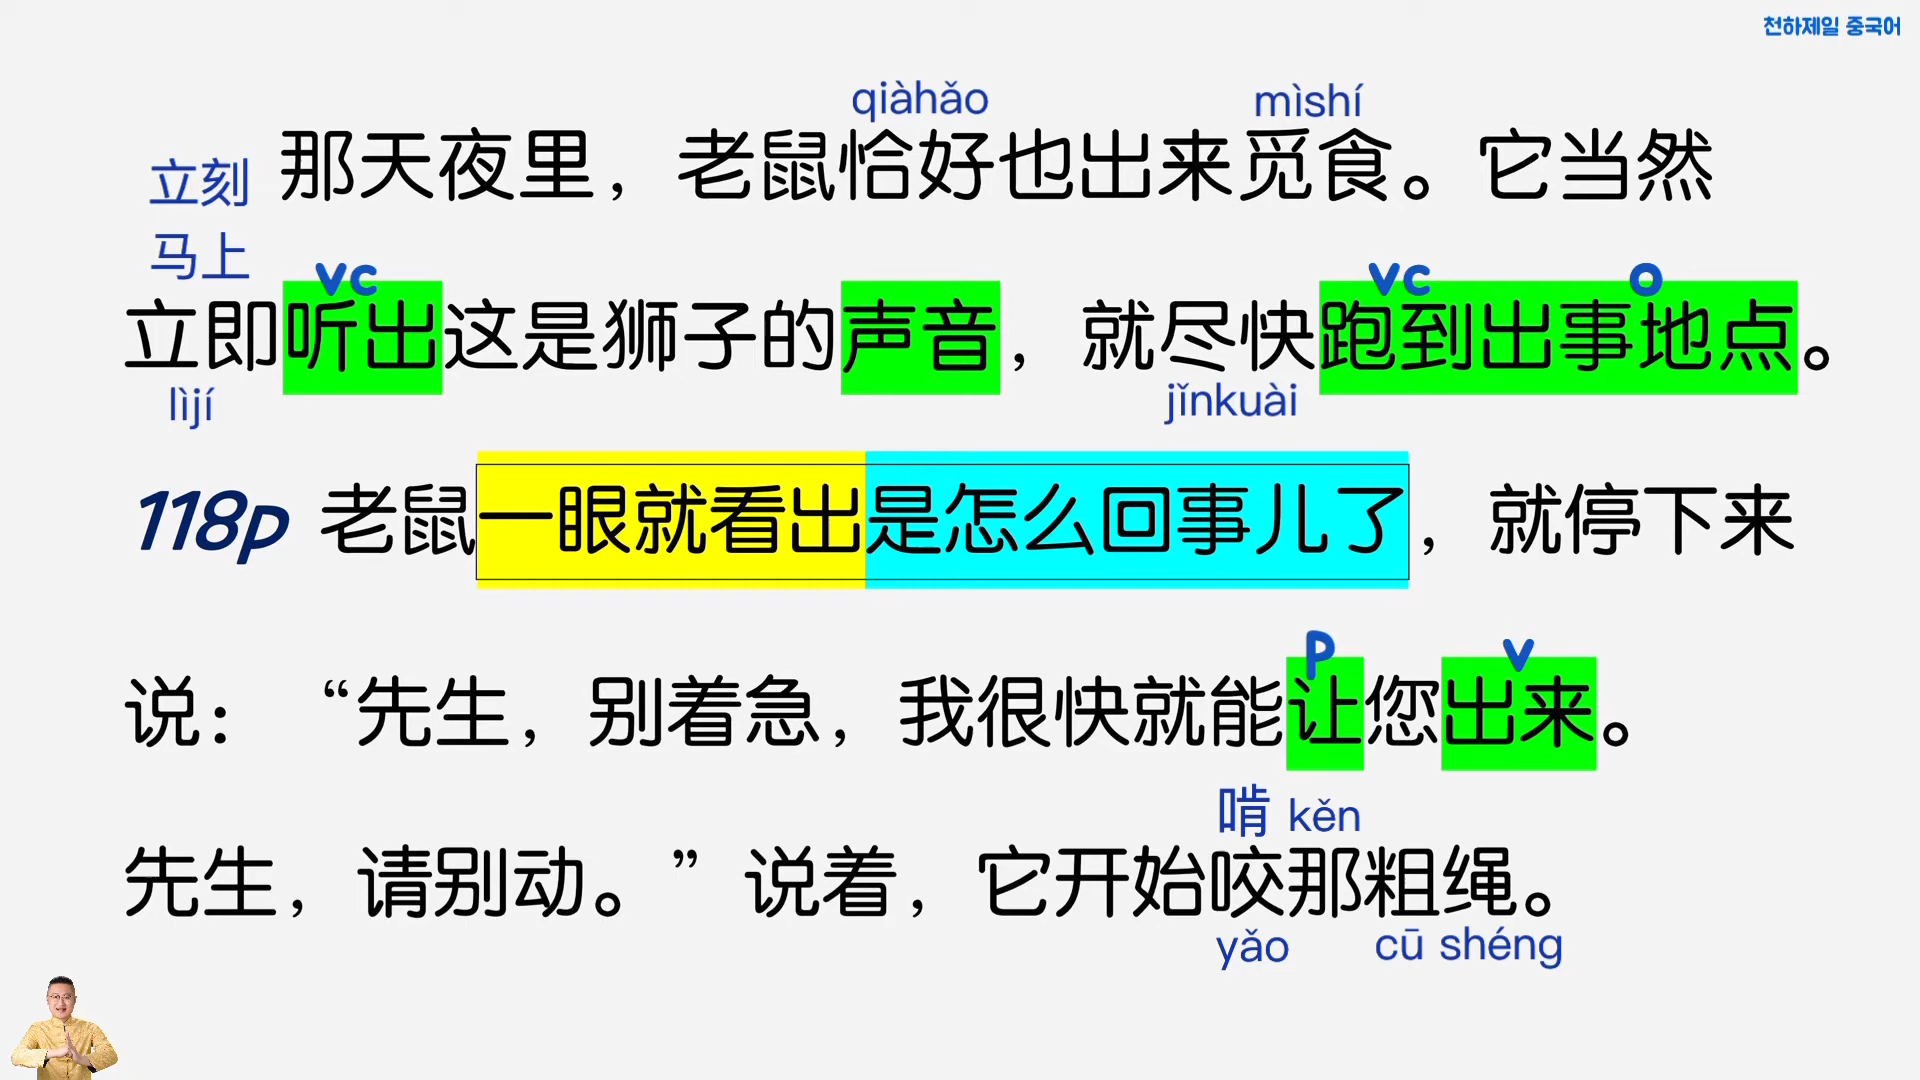 천하제일 중국어
qiàhǎo mìshí
立刻 那天夜里，老鼠恰好也出来觅食。它当然
马上
vc vc o
立即听出这是狮子的声音，就尽快跑到出事地点。
lìjí jǐnkuài
118p 老鼠一眼就看出是怎么回事儿了，就停下来
p v
说：“先生，别着急，我很快就能让您出来。
啃 kěn
先生，请别动。”说着，它开始咬那粗绳。
yǎo cū shéng